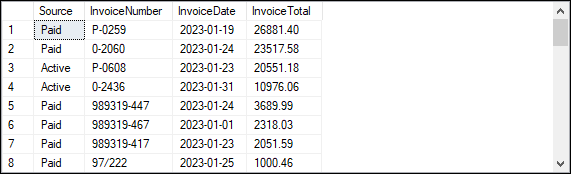 Source InvoiceNumber InvoiceDate InvoiceTotal
1 Paid P-0259 2023-01-19 26881.40
2 Paid 0-2060 2023-01-24 23517.58
3 Active P-0608 2023-01-23 20551.18
4 Active 0-2436 2023-01-31 10976.06
5 Paid 989319-447 2023-01-24 3689.99
6 Paid 989319-467 2023-01-01 2318.03
7 Paid 989319-417 2023-01-23 2051.59
8 Paid 97/222 2023-01-25 1000.46